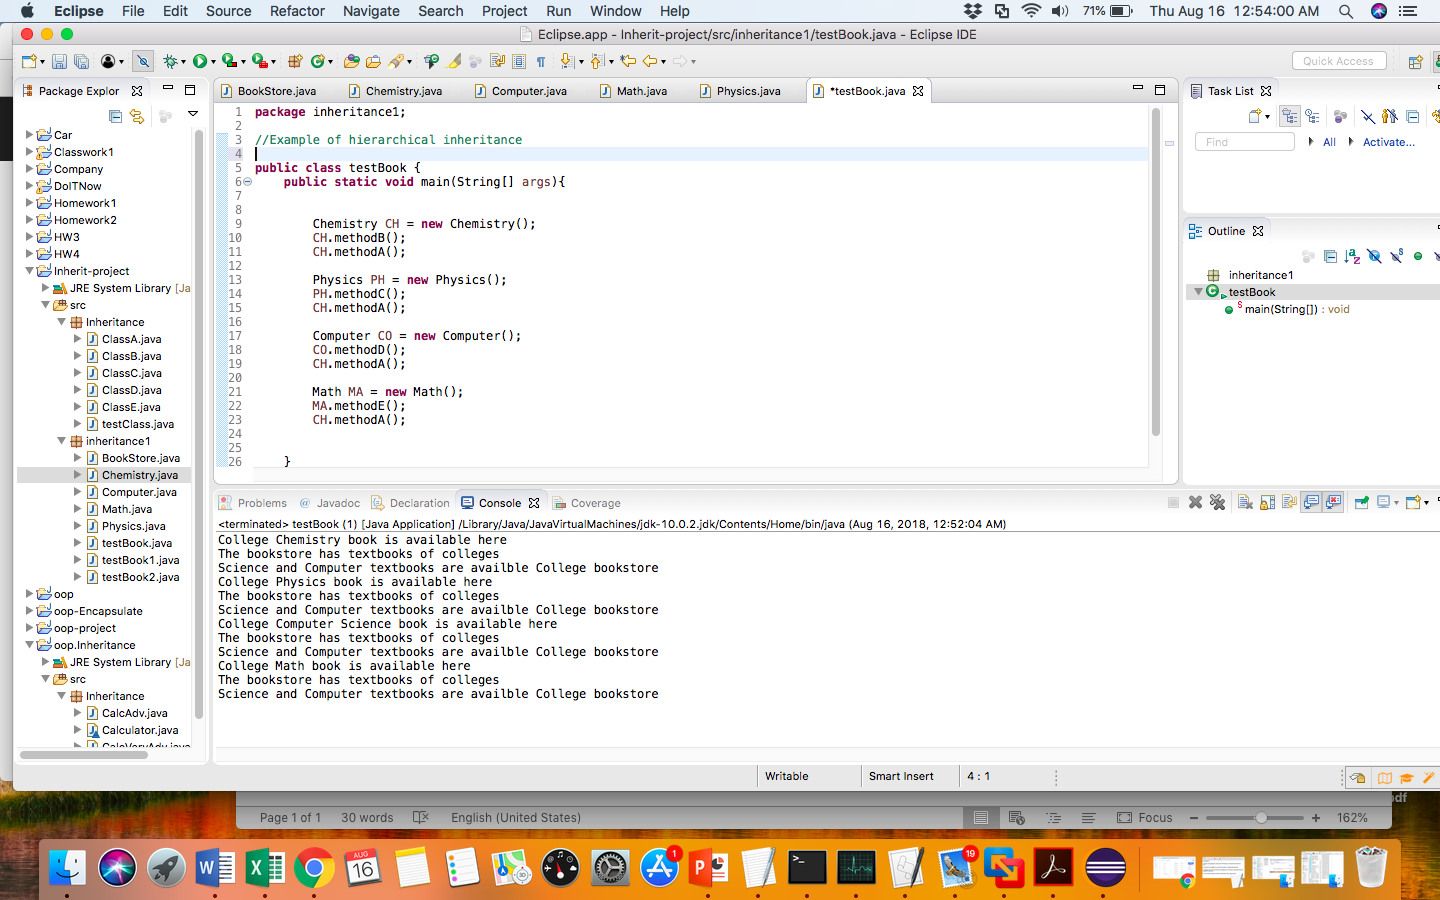 Eclipse File Edit Source Refactor Navigate Search Project Run Window Help 71% Thu Aug 16 12:54:00 AM
Eclipse.app - Inherit-project/src/inheritance1/testBook.java - Eclipse IDE
Quick Access
Package Explor
Car
Classwork1
Company
DoITNow
Homework1
Homework2
HW3
HW4
Inherit-project
JRE System Library [Ja
src
Inheritance
ClassA.java
ClassB.java
ClassC.java
ClassD.java
ClassE.java
testClass.java
inheritance1
BookStore.java
Chemistry.java
Computer.java
Math.java
Physics.java
testBook.java
testBook1.java
testBook2.java
oop
oop-Encapsulate
oop-project
oop.Inheritance
JRE System Library [Ja
src
Inheritance
CalcAdv.java
Calculator.java
CalcVeryAdv.java
BookStore.java Chemistry.java Computer.java Math.java Physics.java *testBook.java
1 package inheritance1;
2
3 //Example of hierarchical inheritance
4
5 public class testBook {
6 public static void main(String[] args){
7
8
9 Chemistry CH = new Chemistry();
10 CH.methodB();
11 CH.methodA();
12
13 Physics PH = new Physics();
14 PH.methodC();
15 CH.methodA();
16
17 Computer CO = new Computer();
18 CO.methodD();
19 CH.methodA();
20
21 Math MA = new Math();
22 MA.methodE();
23 CH.methodA();
24
25
26 }
Task List
Find All Activate...
Outline
inheritance1
testBook
main(String[]) : void
Problems Javadoc Declaration Console Coverage
<terminated> testBook (1) [Java Application] /Library/Java/JavaVirtualMachines/jdk-10.0.2.jdk/Contents/Home/bin/java (Aug 16, 2018, 12:52:04 AM)
College Chemistry book is available here
The bookstore has textbooks of colleges
Science and Computer textbooks are availble College bookstore
College Physics book is available here
The bookstore has textbooks of colleges
Science and Computer textbooks are availble College bookstore
College Computer Science book is available here
The bookstore has textbooks of colleges
Science and Computer textbooks are availble College bookstore
College Math book is available here
The bookstore has textbooks of colleges
Science and Computer textbooks are availble College bookstore
Writable Smart Insert 4 : 1
Page 1 of 1 30 words English (United States) Focus 162%
AUG
16
1
19